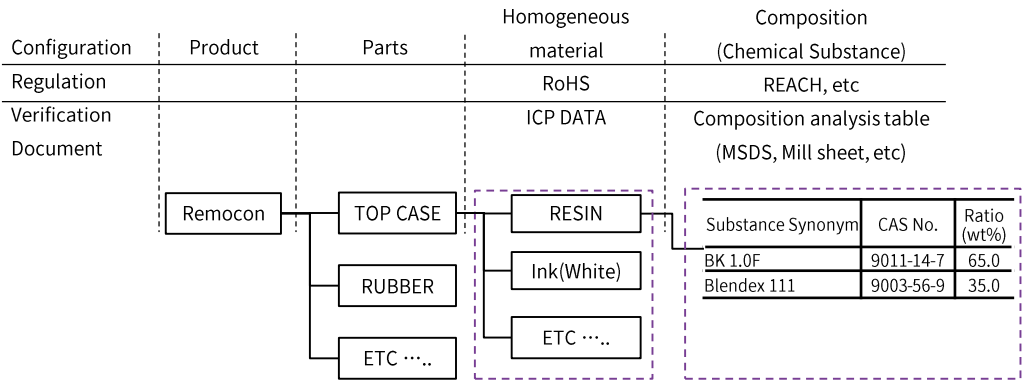 Homogeneous
Composition
Configuration
Product
Parts
material
(Chemical Substance)
Regulation
RoHS
REACH, etc
Verification
ICP DATA
Composition analysis table
Document
(MSDS, Mill sheet, etc)
Remocon
TOP CASE
RESIN
Substance Synonym
CAS No.
Ratio
(wt%)
BK 1.0F
9011-14-7
65.0
Blendex 111
9003-56-9
35.0
RUBBER
Ink(White)
ETC …..
ETC …..